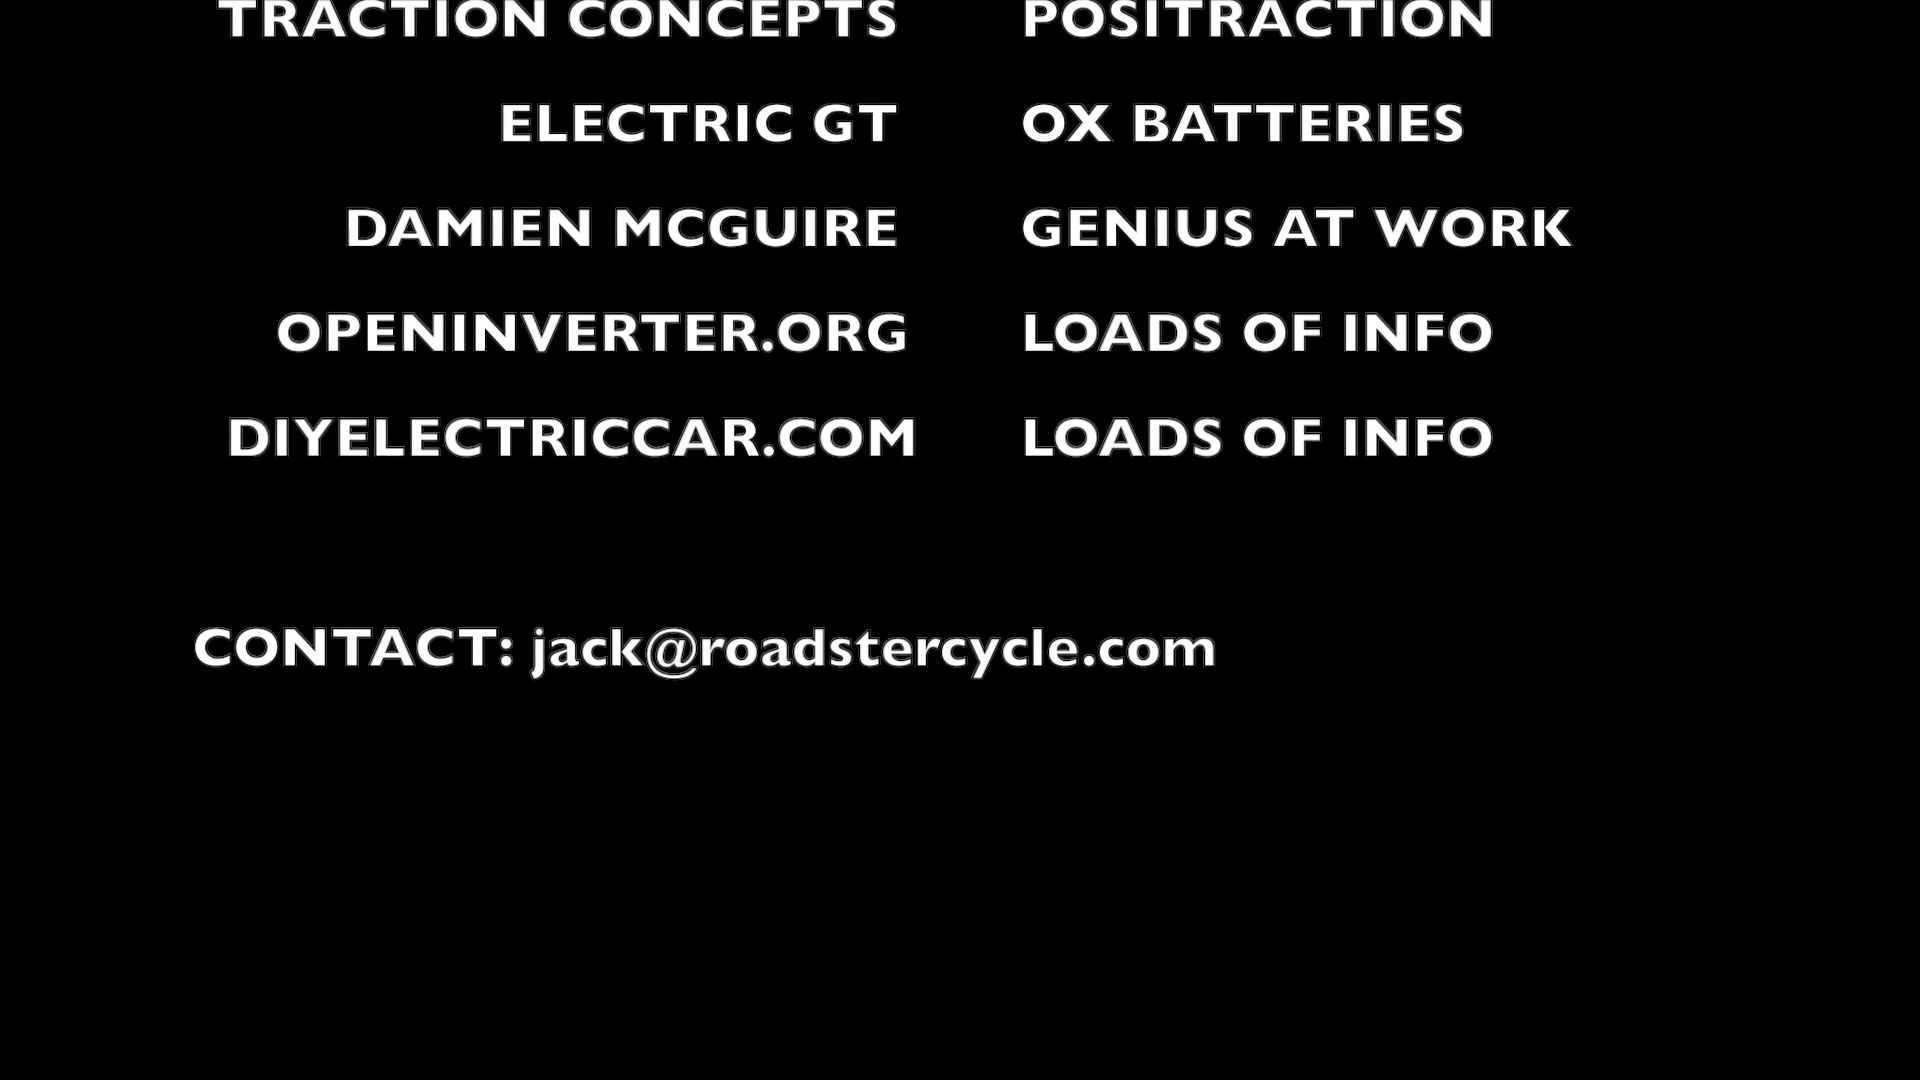 TRACTION CONCEPTS POSITRACTION
ELECTRIC GT OX BATTERIES
DAMIEN MCGUIRE GENIUS AT WORK
OPENINVERTER.ORG LOADS OF INFO
DIYELECTRICCAR.COM LOADS OF INFO
CONTACT: jack@roadstercycle.com